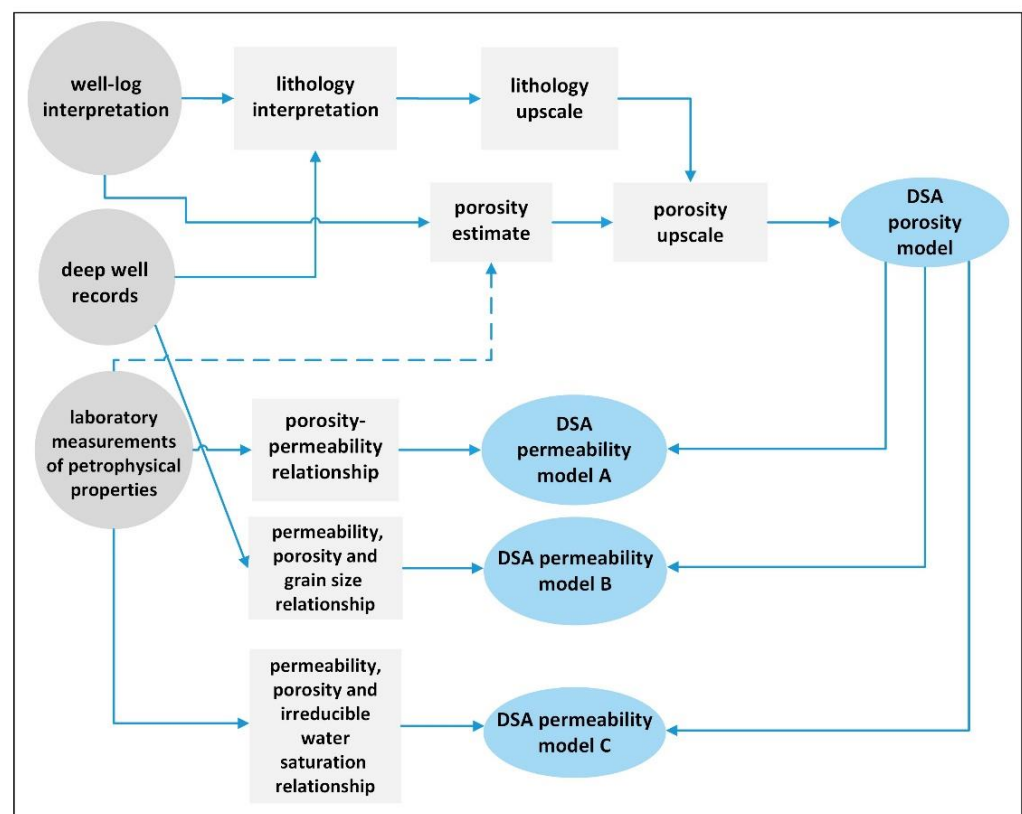 well-log
interpretation
lithology
interpretation
lithology
upscale
porosity
estimate
porosity
upscale
DSA
porosity
model
deep well
records
laboratory
measurements
of petrophysical
properties
porosity-
permeability
relationship
DSA
permeability
model A
permeability,
porosity and
grain size
relationship
DSA permeability
model B
permeability,
porosity and
irreducible
water
saturation
relationship
DSA permeability
model C